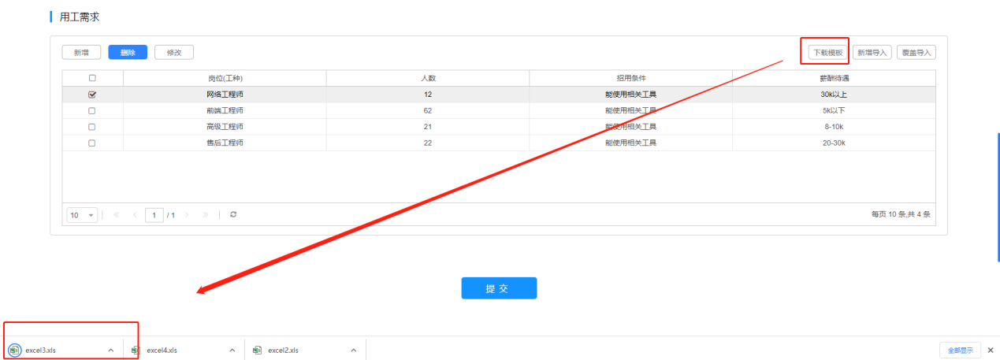 用工需求
新增 删除 修改 下载模板 新增导入 覆盖导入
岗位(工种) 人数 招用条件 薪酬待遇
网络工程师 12 能使用相关工具 30k以上
前端工程师 62 能使用相关工具 5k以下
高级工程师 21 能使用相关工具 8-10k
售后工程师 22 能使用相关工具 20-30k
10 1 / 1 每页 10 条,共 4 条
提 交
excel3.xls excel4.xls excel2.xls 全部显示